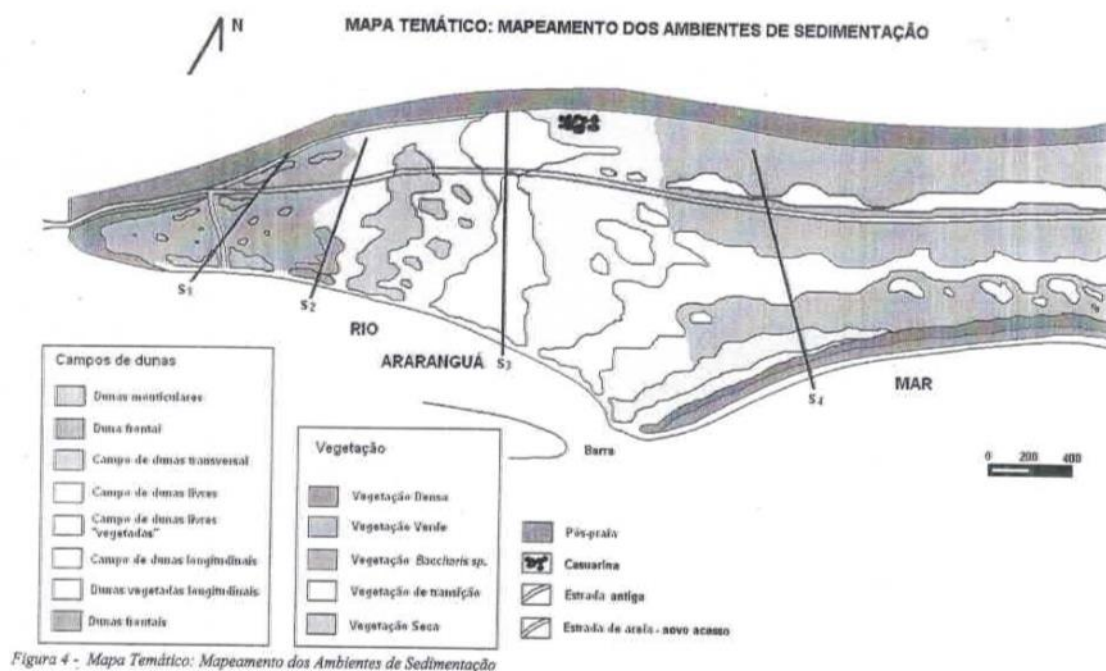 N
MAPA TEMÁTICO: MAPEAMENTO DOS AMBIENTES DE SEDIMENTAÇÃO
S1
S2
RIO
ARARANGUÁ
S3
S4
MAR
Barra
0 200 400
Campos de dunas
Dunas monticulares
Duna frontal
Campo de dunas transversal
Campo de dunas livres
Campo de dunas livres
"vegetadas"
Campo de dunas longitudinais
Dunas vegetadas longitudinais
Dunas frontais
Vegetação
Vegetação Densa
Vegetação Verde
Vegetação Baccharis sp.
Vegetação de transição
Vegetação Seca
Pós-praia
Casuarina
Estrada antiga
Estrada de areia - novo acesso
Figura 4 - Mapa Temático: Mapeamento dos Ambientes de Sedimentação